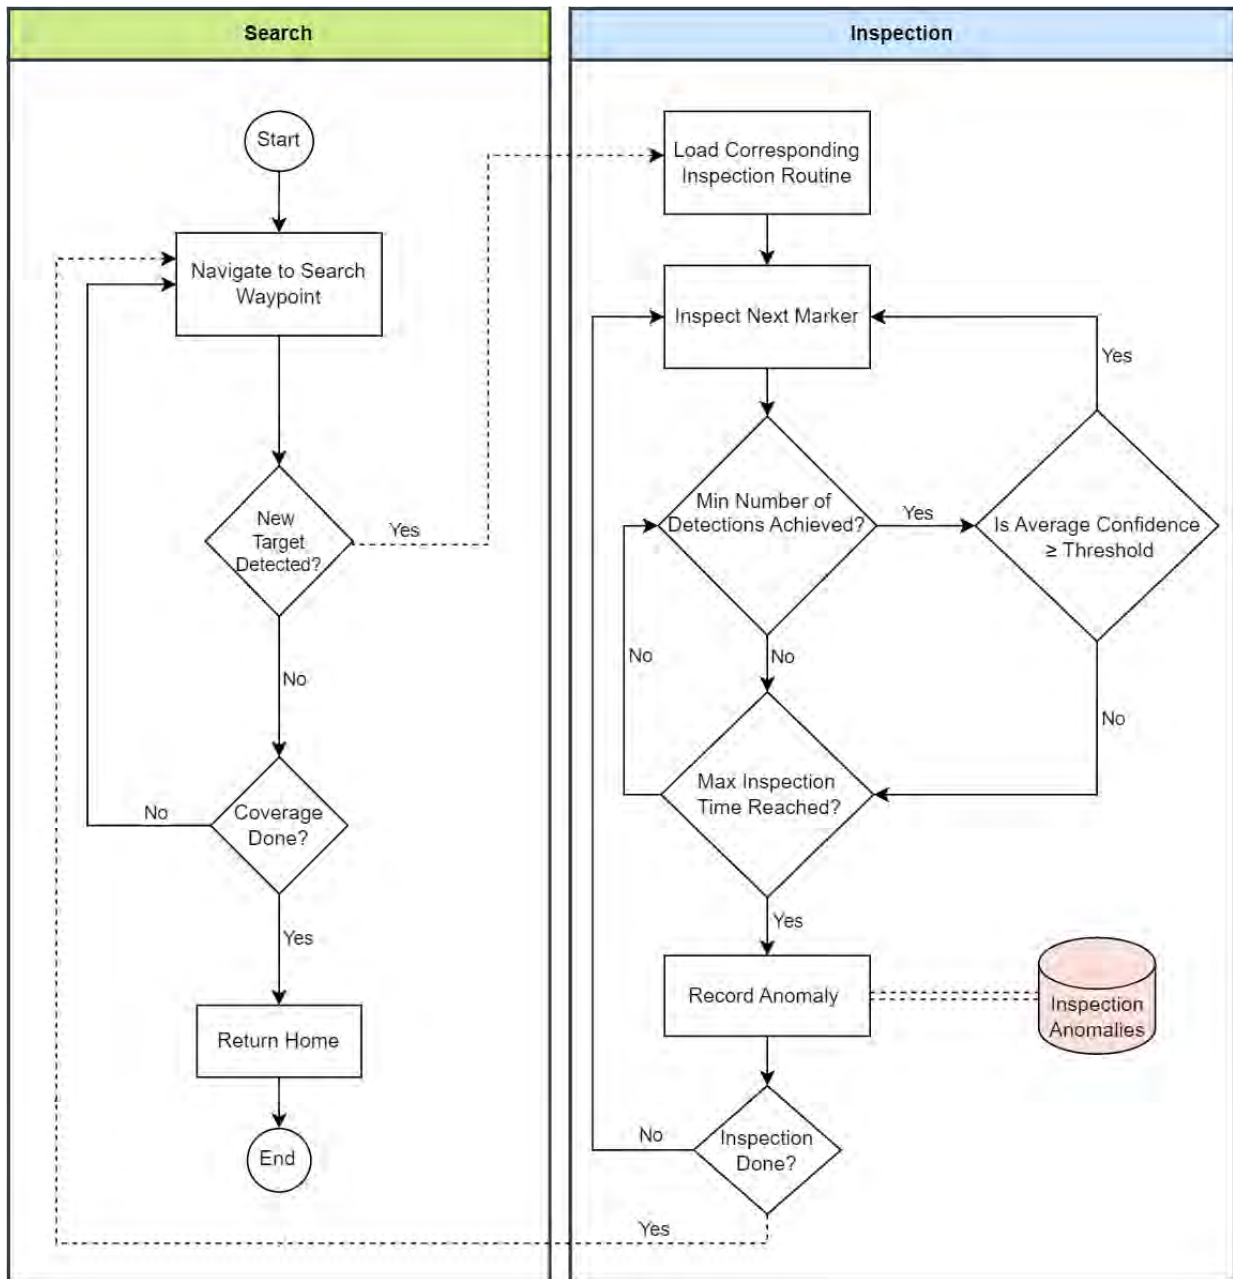 Search
Start
Navigate to Search
Waypoint
New
Target
Detected?
Yes
No
Coverage
Done?
No
Yes
Return Home
End
Inspection
Load Corresponding
Inspection Routine
Inspect Next Marker
Yes
Min Number of
Detections Achieved?
Yes
Is Average Confidence
≥ Threshold
No
No
No
Max Inspection
Time Reached?
Yes
Record Anomaly
Inspection
Anomalies
Inspection
Done?
No
Yes